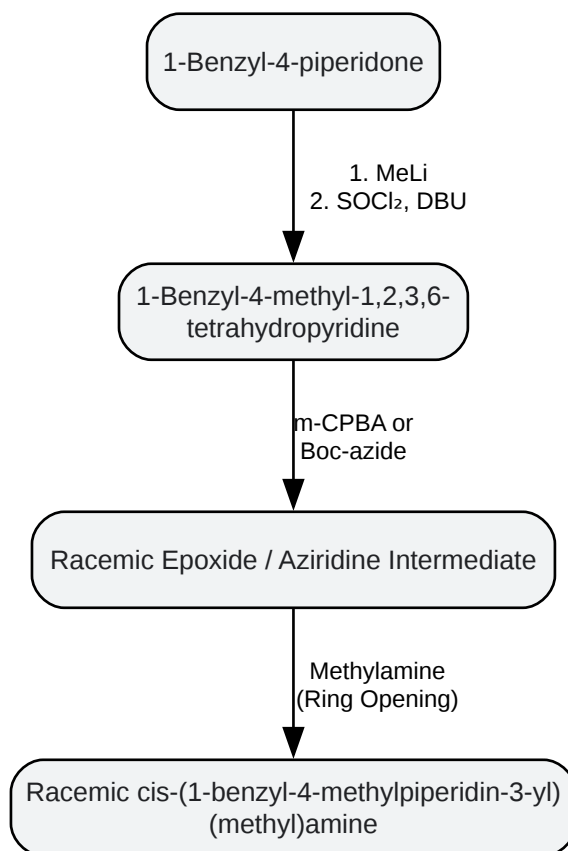 1-Benzyl-4-piperidone
1. MeLi
2. SOCl₂, DBU
1-Benzyl-4-methyl-1,2,3,6-
tetrahydropyridine
m-CPBA or
Boc-azide
Racemic Epoxide / Aziridine Intermediate
Methylamine
(Ring Opening)
Racemic cis-(1-benzyl-4-methylpiperidin-3-yl)
(methyl)amine